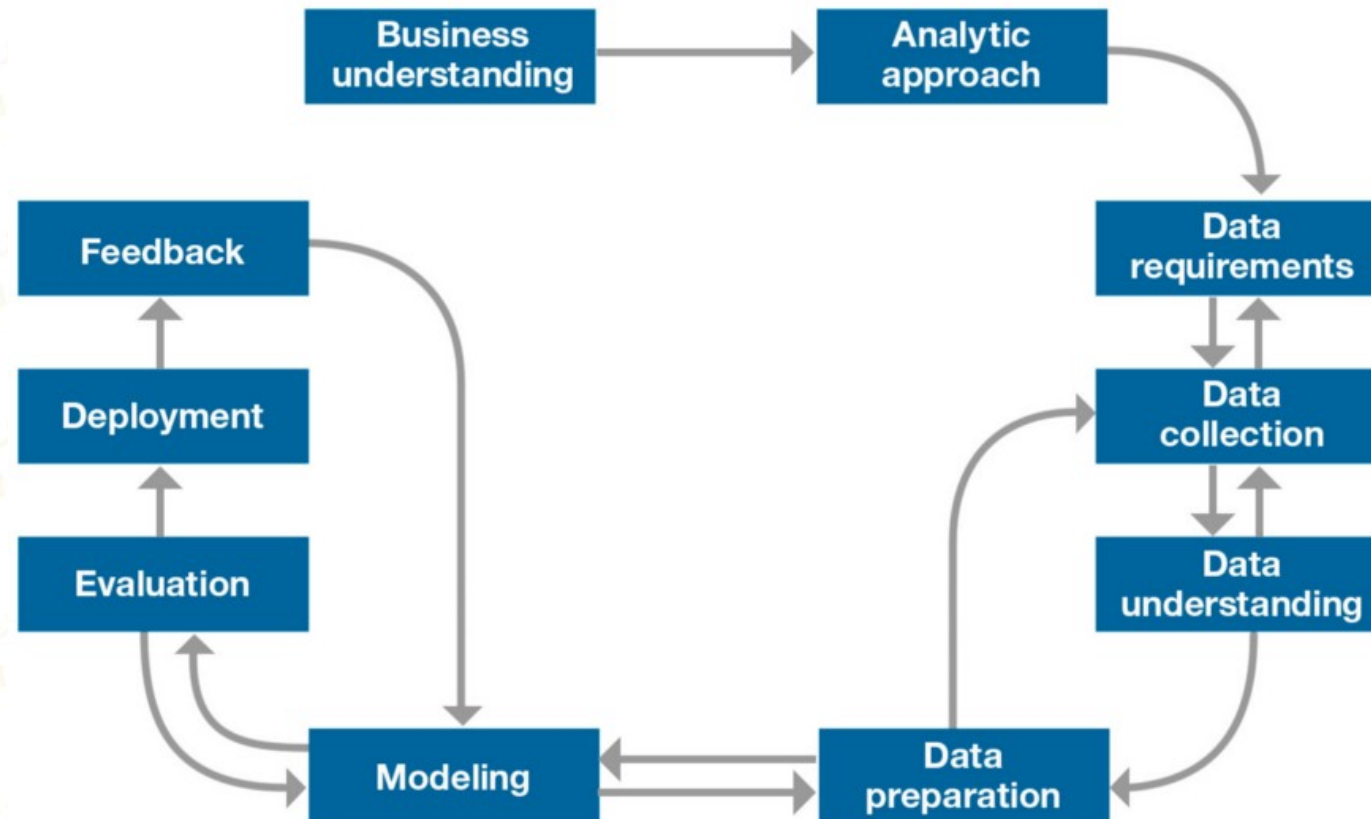 Business
understanding
Analytic
approach
Data
requirements
Data
collection
Data
understanding
Data
preparation
Modeling
Evaluation
Deployment
Feedback